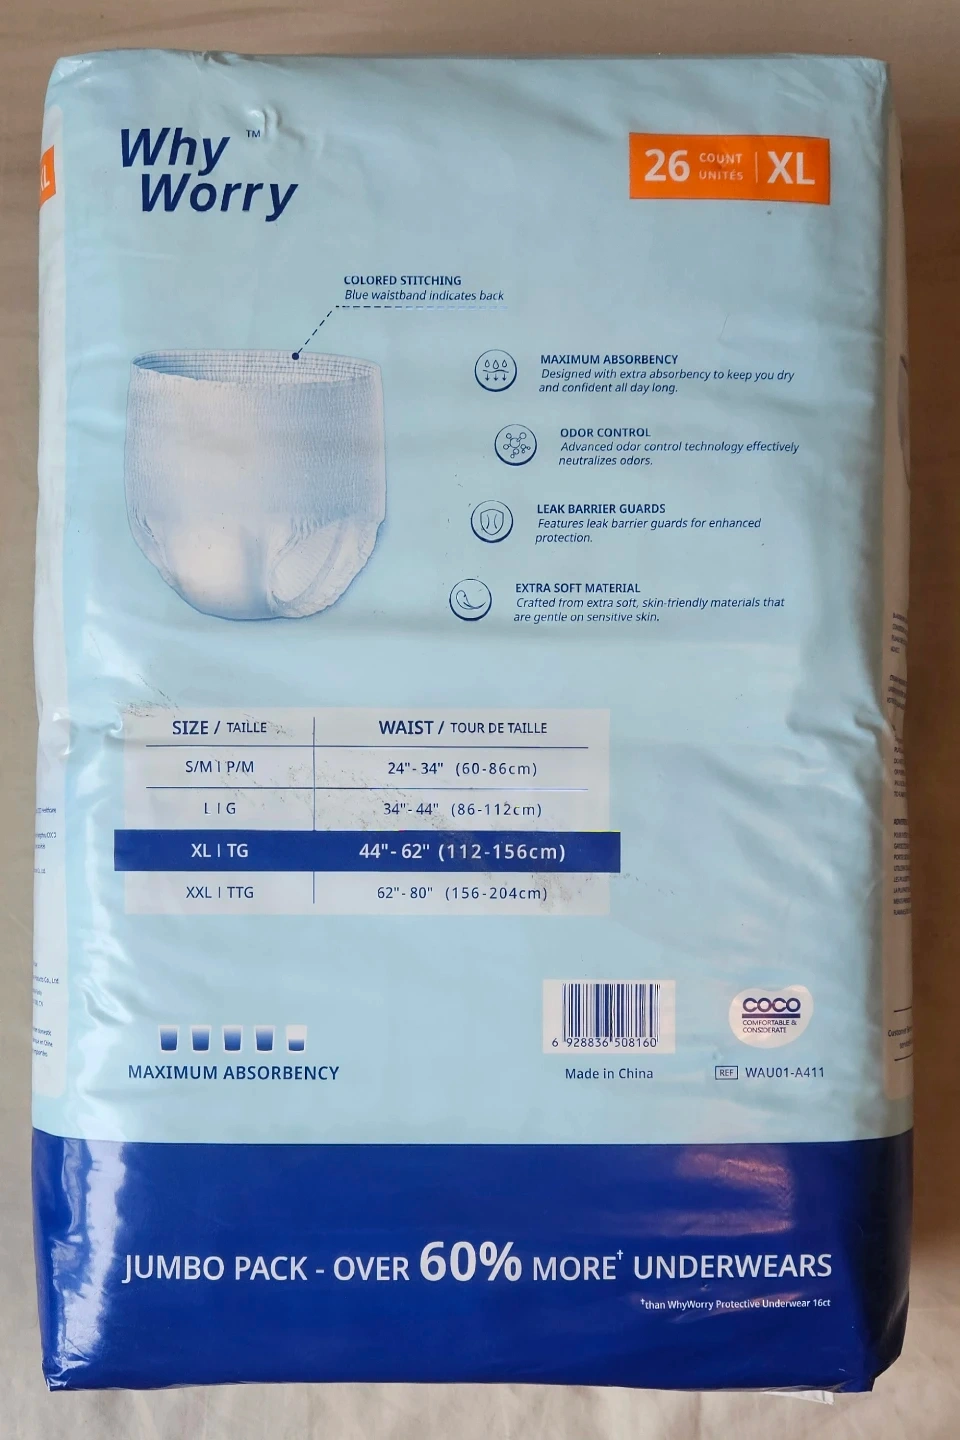 Why ™
Worry
XL
26 COUNT UNITÉS | XL
COLORED STITCHING
Blue waistband indicates back
MAXIMUM ABSORBENCY
Designed with extra absorbency to keep you dry
and confident all day long.
ODOR CONTROL
Advanced odor control technology effectively
neutralizes odors.
LEAK BARRIER GUARDS
Features leak barrier guards for enhanced
protection.
EXTRA SOFT MATERIAL
Crafted from extra soft, skin-friendly materials that
are gentle on sensitive skin.
SIZE / TAILLE WAIST / TOUR DE TAILLE
S/M | P/M 24"- 34" (60-86cm)
L | G 34"- 44" (86-112cm)
XL | TG 44"- 62" (112-156cm)
XXL | TTG 62"- 80" (156-204cm)
MAXIMUM ABSORBENCY
6 928836 508160
Made in China
COCO
COMFORTABLE &
CONSIDERATE
REF WAU01-A411
JUMBO PACK - OVER 60% MORE† UNDERWEARS
†than WhyWorry Protective Underwear 16ct